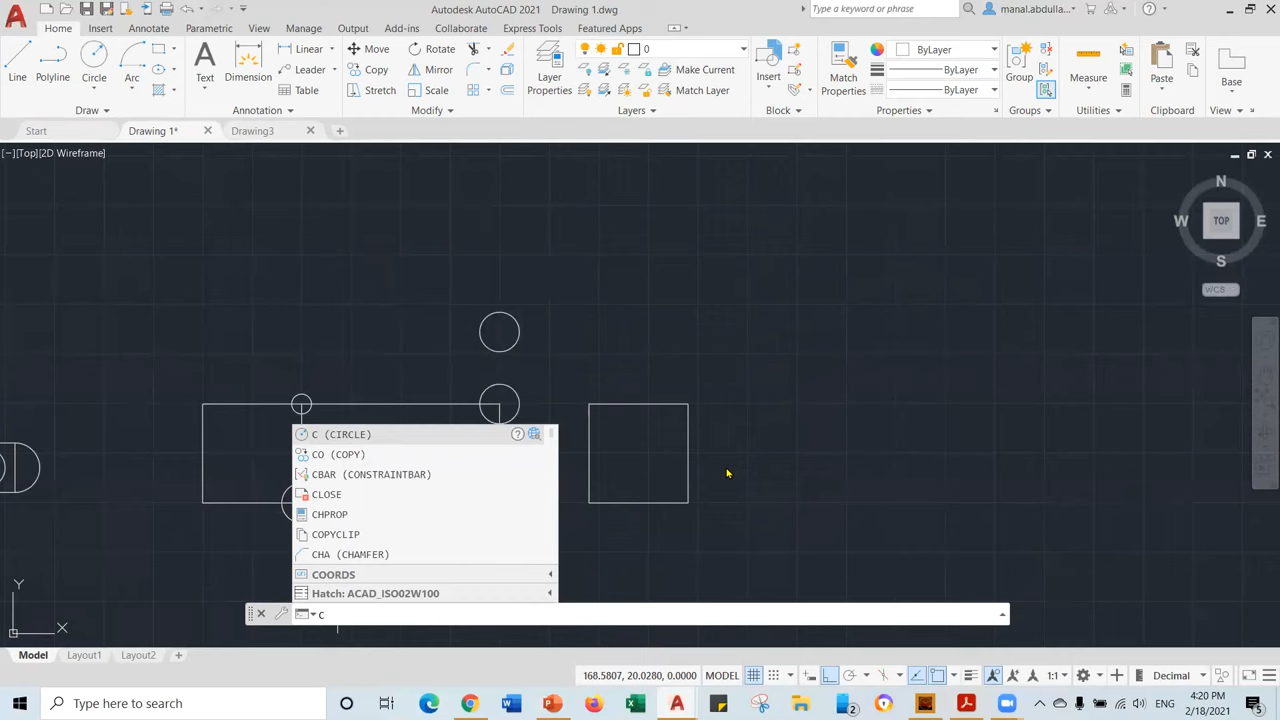 Autodesk AutoCAD 2021 Drawing 1.dwg
Type a keyword or phrase
manal.abdulla...
Home Insert Annotate Parametric View Manage Output Add-ins Collaborate Express Tools Featured Apps
Line Polyline Circle Arc
Draw
Text Dimension
Linear
Leader
Table
Annotation
Move Rotate
Copy Mirror
Stretch Scale
Modify
Layer Properties
0
Make Current
Match Layer
Layers
Insert
Block
Match Properties
ByLayer
ByLayer
ByLayer
Properties
Group
Groups
Measure
Utilities
Paste
Clipboard
Base
View
Start Drawing 1* Drawing3
[−][Top][2D Wireframe]
N
W TOP E
S
WCS
C (CIRCLE)
CO (COPY)
CBAR (CONSTRAINTBAR)
CLOSE
CHPROP
COPYCLIP
CHA (CHAMFER)
COORDS
Hatch: ACAD_ISO02W100
C
Y
X
Model Layout1 Layout2
168.5807, 20.0280, 0.0000 MODEL 1:1 Decimal
Type here to search
2
ENG
4:20 PM
2/18/2021
5